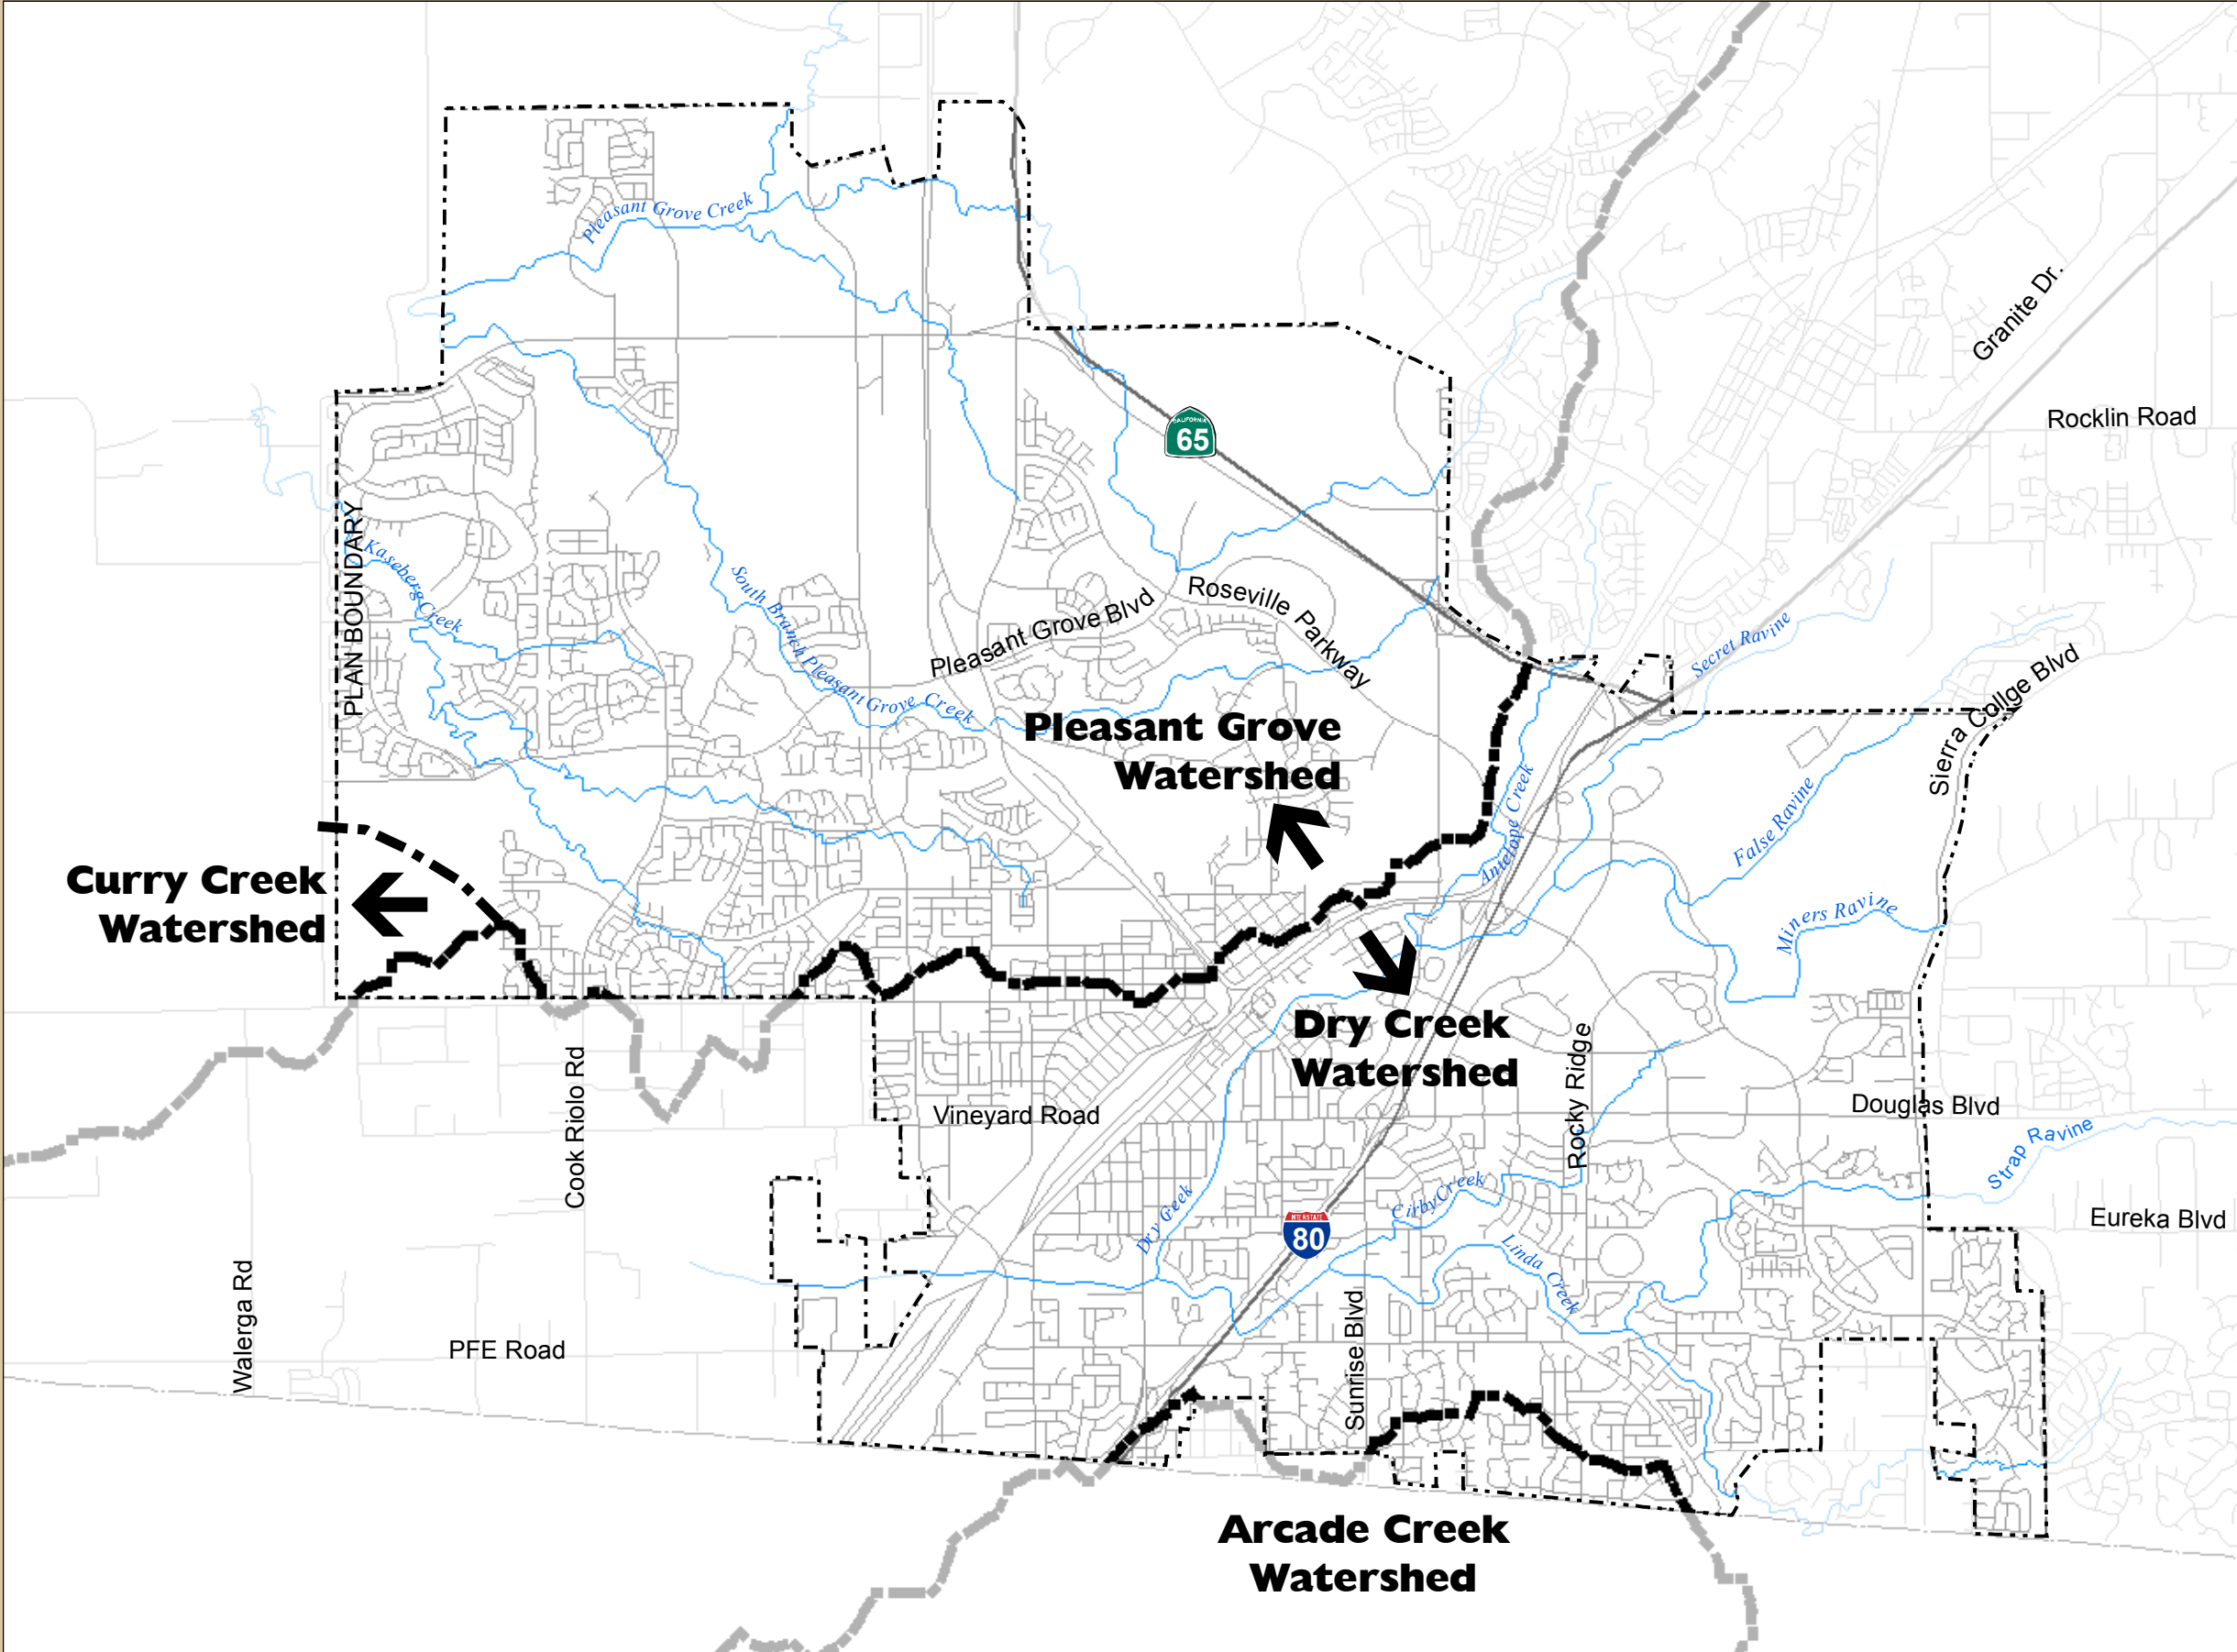 Pleasant Grove Creek
Granite Dr.
Rocklin Road
CALIFORNIA
65
PLAN BOUNDARY
Kaseberg Creek
South Branch Pleasant Grove Creek
Pleasant Grove Blvd
Roseville Parkway
Secret Ravine
Sierra Collge Blvd
Pleasant Grove
Watershed
Antelope Creek
False Ravine
Miners Ravine
Curry Creek
Watershed
Dry Creek
Watershed
Rocky Ridge
Cook Riolo Rd
Vineyard Road
Douglas Blvd
Strap Ravine
Dry Creek
Cirby Creek
INTERSTATE
80
Linda Creek
Eureka Blvd
Walerga Rd
PFE Road
Sunrise Blvd
Arcade Creek
Watershed